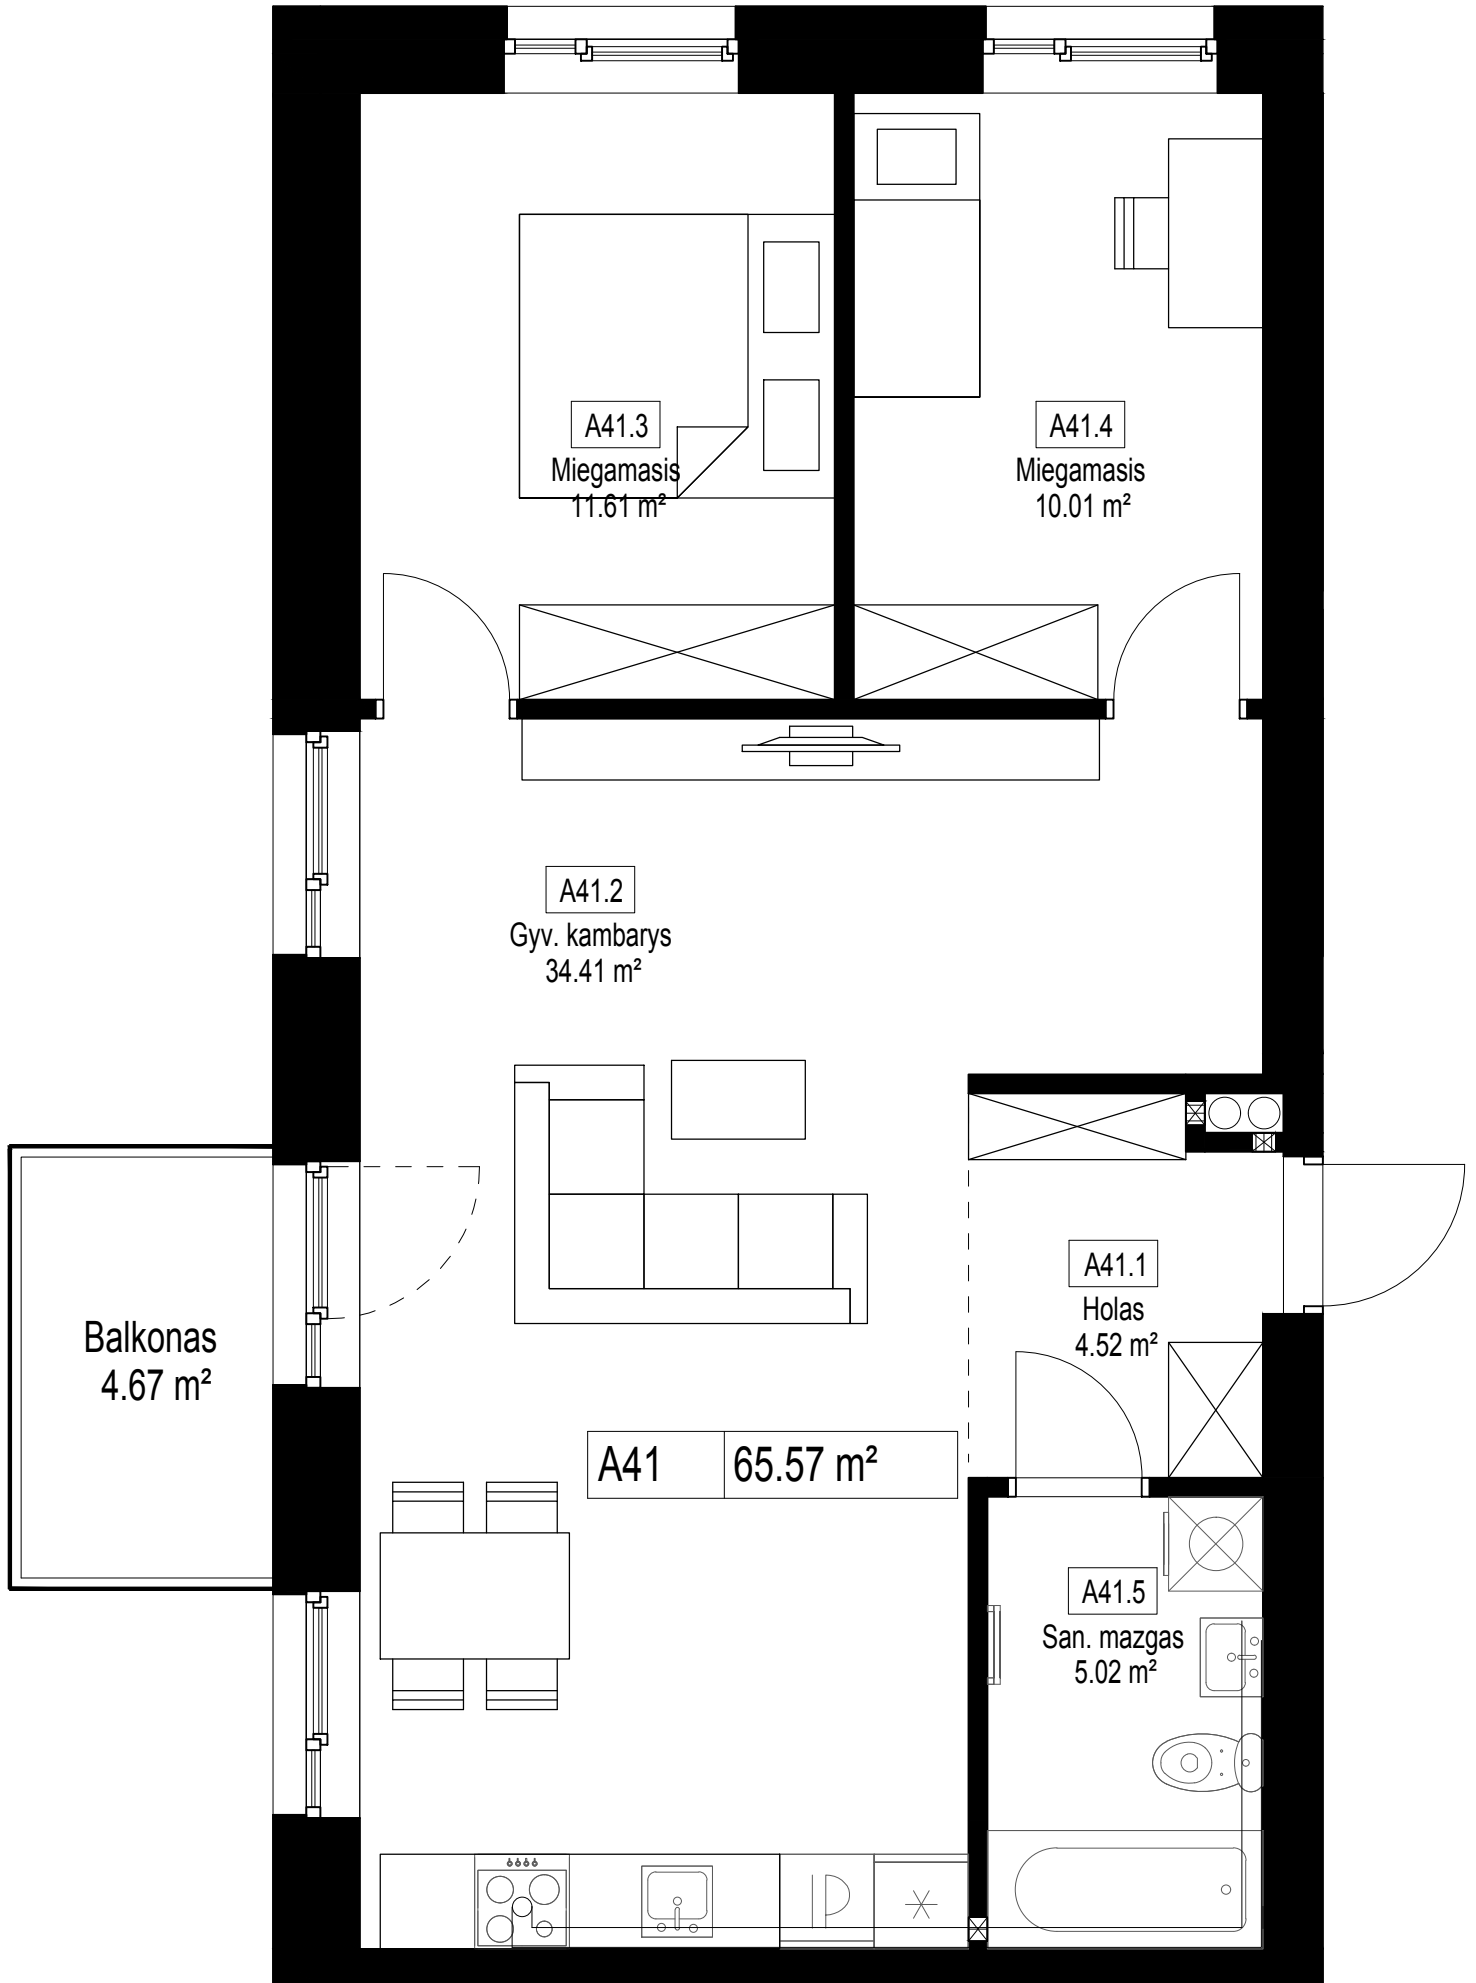 A41.3
Miegamasis
11.61 m²
A41.4
Miegamasis
10.01 m²
A41.2
Gyv. kambarys
34.41 m²
A41.1
Holas
4.52 m²
Balkonas
4.67 m²
A41 65.57 m²
A41.5
San. mazgas
5.02 m²